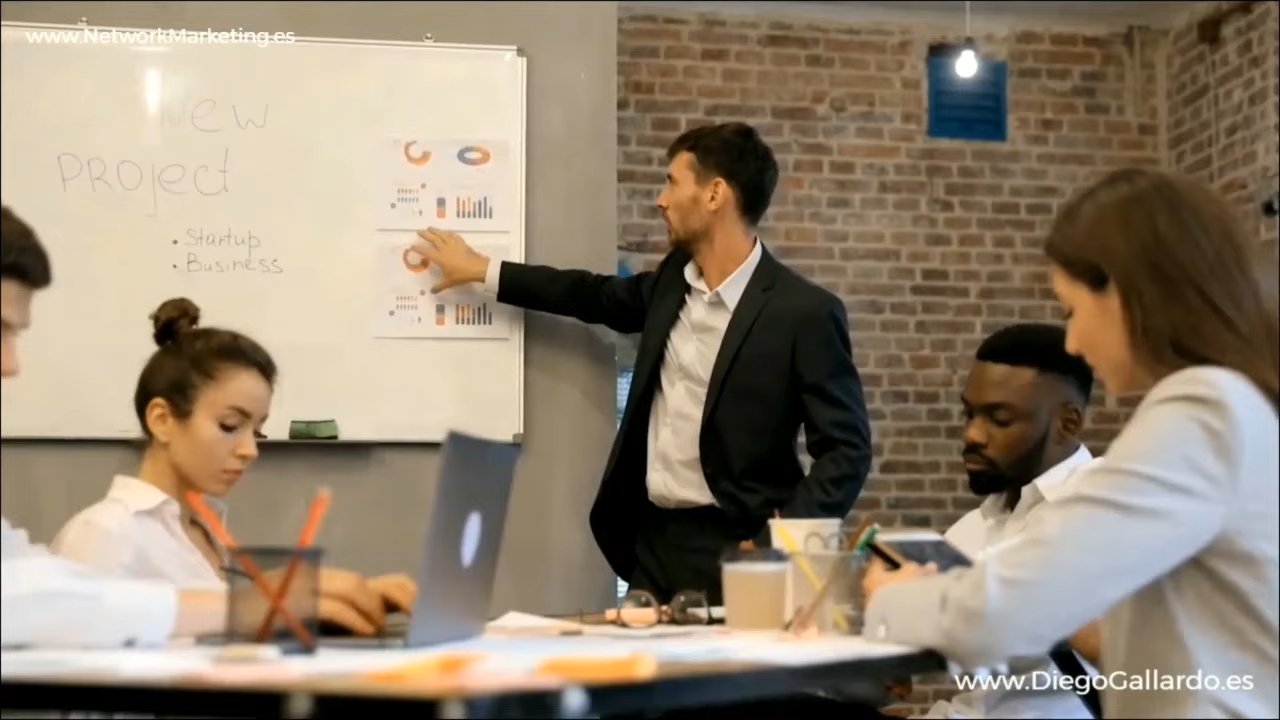 www.NetworkMarketing.es
New
Project
• Startup
• Business
www.DiegoGallardo.es